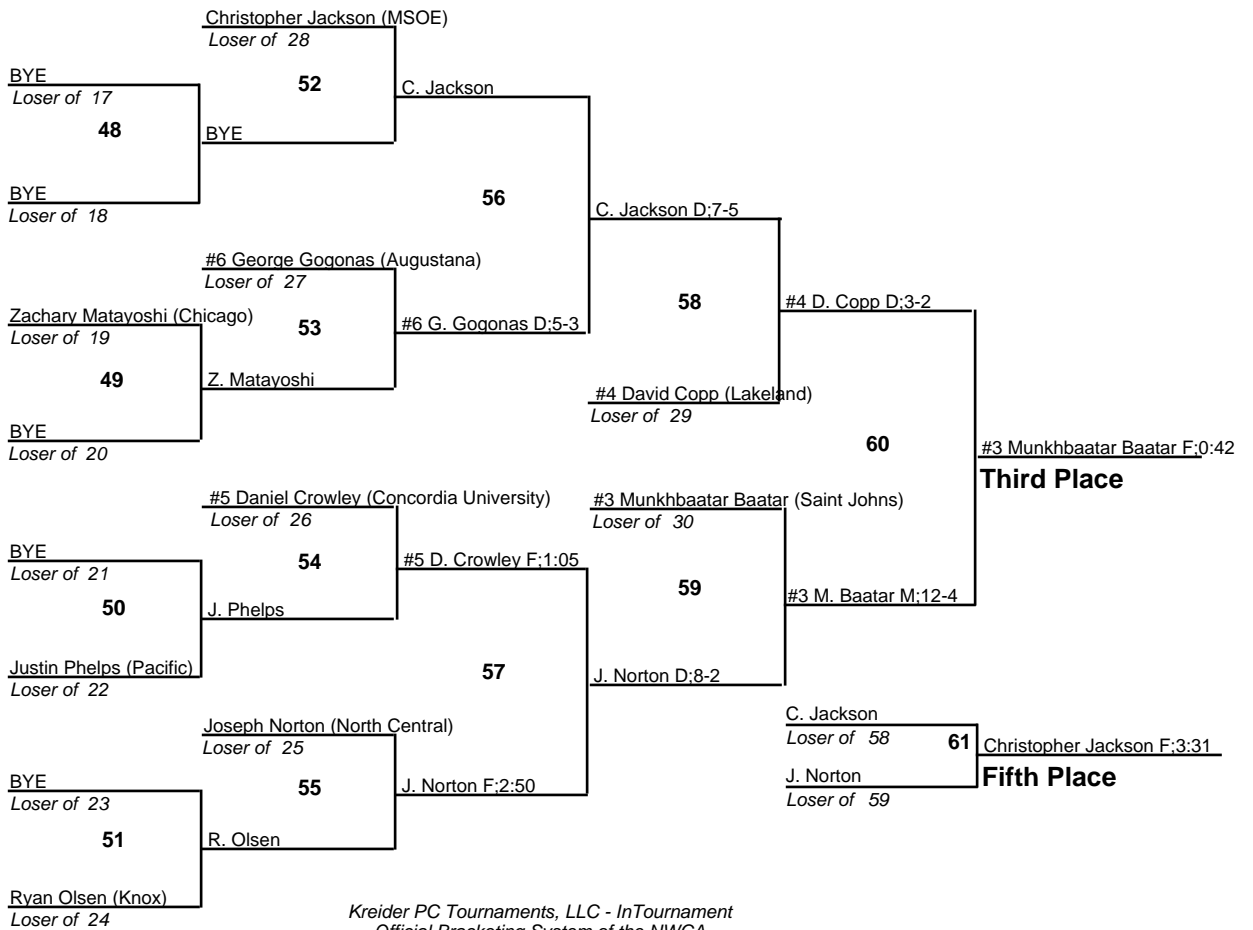 Christopher Jackson (MSOE)
Loser of 28
BYE
Loser of 17
52
C. Jackson
48
BYE
BYE
Loser of 18
56
C. Jackson D;7-5
#6 George Gogonas (Augustana)
Loser of 27
58
#4 D. Copp D;3-2
Zachary Matayoshi (Chicago)
Loser of 19
53
#6 G. Gogonas D;5-3
49
Z. Matayoshi
#4 David Copp (Lakeland)
Loser of 29
BYE
Loser of 20
60
#3 Munkhbaatar Baatar F;0:42
Third Place
#5 Daniel Crowley (Concordia University)
Loser of 26
#3 Munkhbaatar Baatar (Saint Johns)
Loser of 30
BYE
Loser of 21
54
#5 D. Crowley F;1:05
59
50
J. Phelps
#3 M. Baatar M;12-4
Justin Phelps (Pacific)
Loser of 22
57
J. Norton D;8-2
Joseph Norton (North Central)
Loser of 25
C. Jackson
Loser of 58
61
Christopher Jackson F;3:31
Fifth Place
BYE
Loser of 23
55
J. Norton F;2:50
J. Norton
Loser of 59
51
R. Olsen
Ryan Olsen (Knox)
Loser of 24
Kreider PC Tournaments, LLC - InTournament
Official Bracketing System of the NWCA